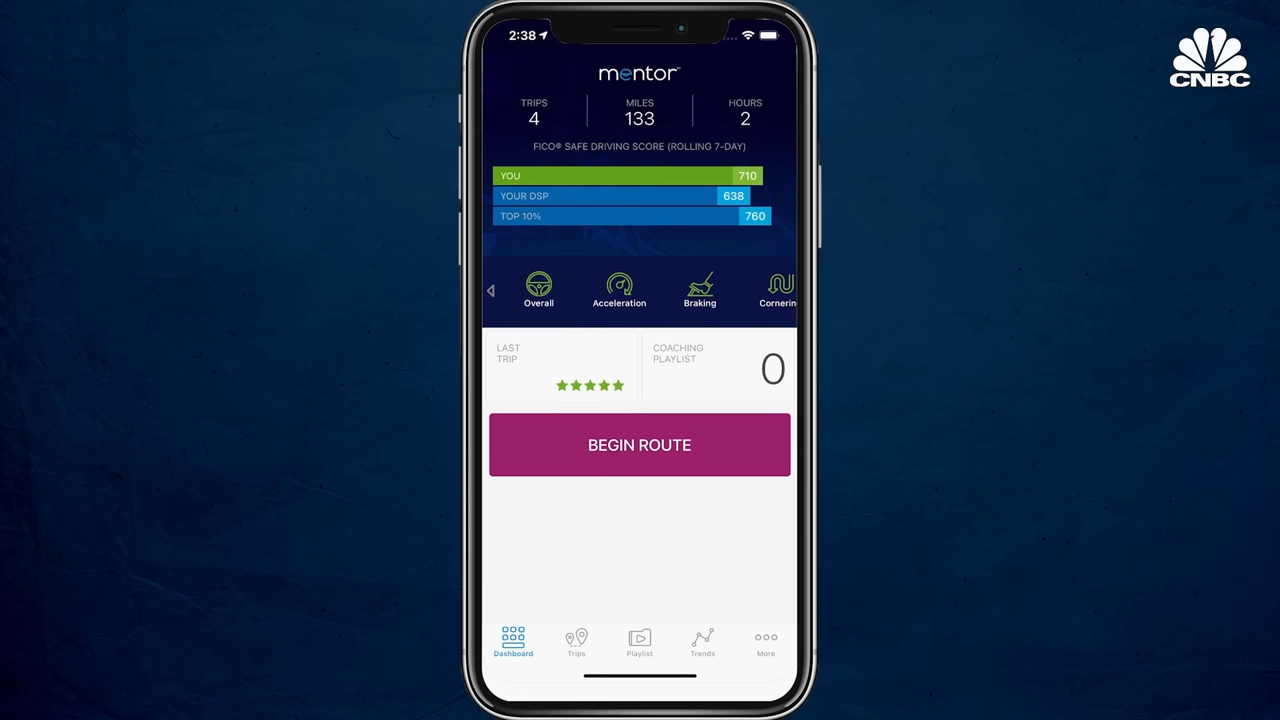 2:38
CNBC
mentor
TRIPS MILES HOURS
4 133 2
FICO® SAFE DRIVING SCORE (ROLLING 7-DAY)
YOU 710
YOUR DSP 638
TOP 10% 760
Overall Acceleration Braking Cornerin
LAST TRIP
COACHING PLAYLIST
0
BEGIN ROUTE
Dashboard Trips Playlist Trends More